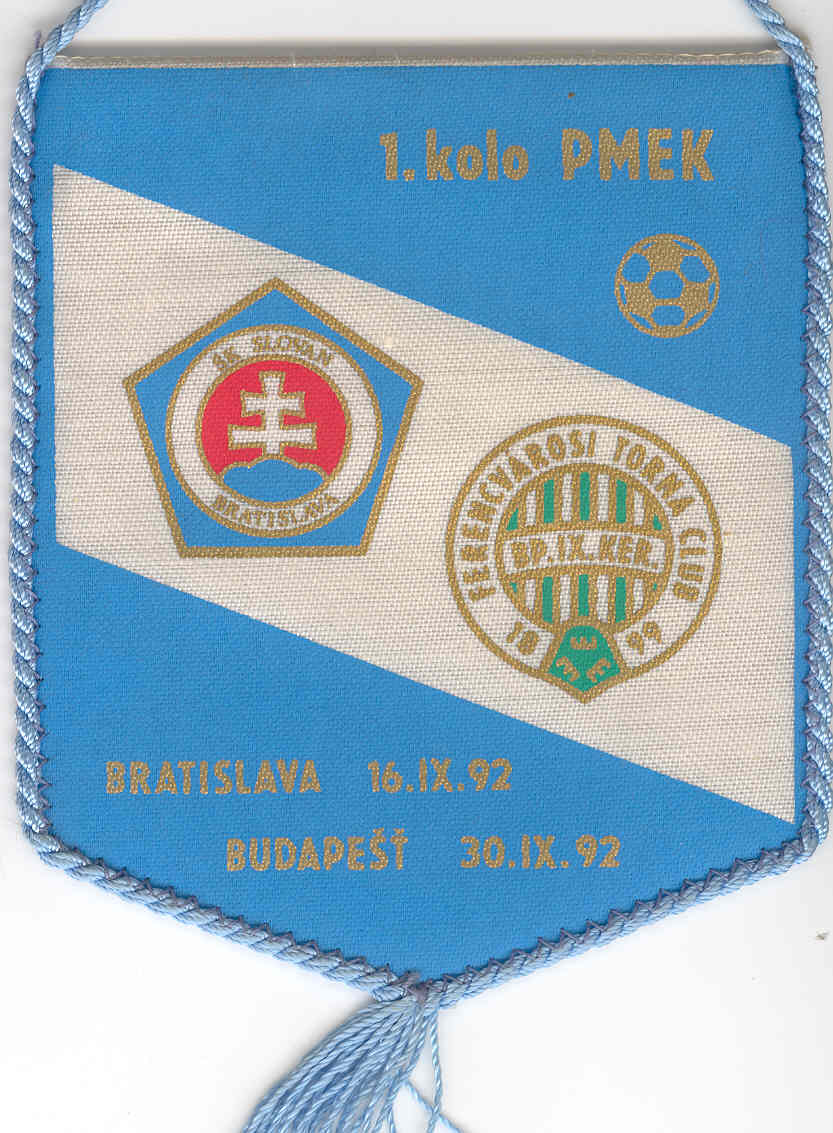 1. kolo PMEK
ŠK SLOVAN
BRATISLAVA
FERENCVÁROSI TORNA CLUB
BP. IX. KER.
18 99
E E E
BRATISLAVA 16.IX.92
BUDAPEŠŤ 30.IX.92